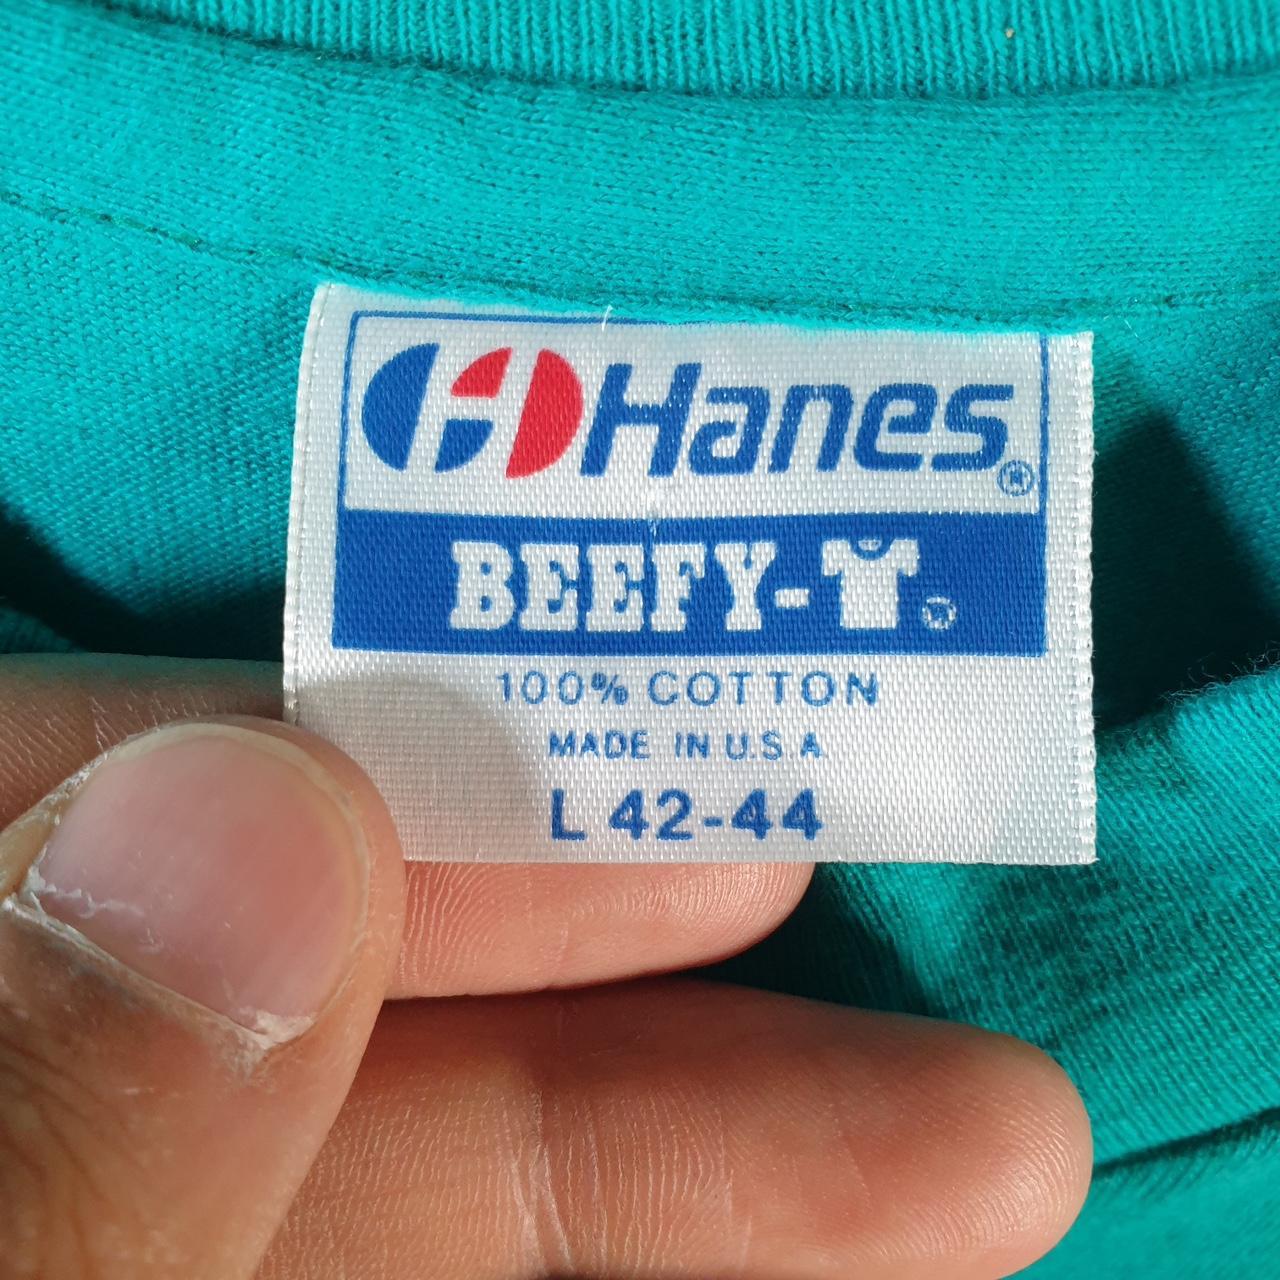 Hanes®
BEEFY-T®
100% COTTON
MADE IN U.S A
L 42-44